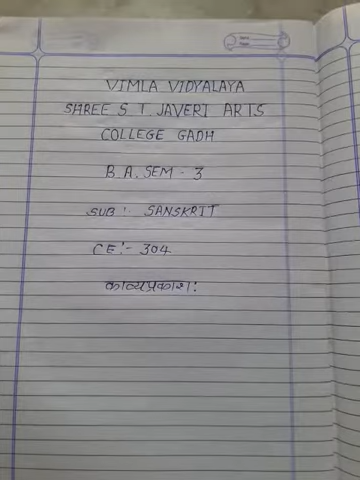 VIMLA VIDYALAYA
SHREE S.T. JAVERI ARTS
COLLEGE GADH
B.A. SEM - 3
SUB :- SANSKRIT
CE :- 304
काव्यप्रकाश: